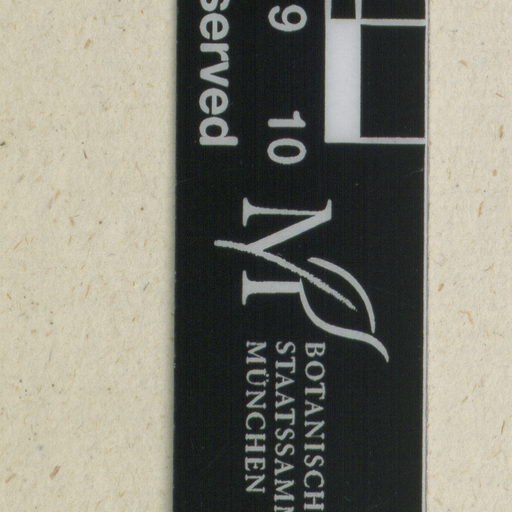 served
9 10
M
BOTANISCH
STAATSSAMM
MÜNCHEN